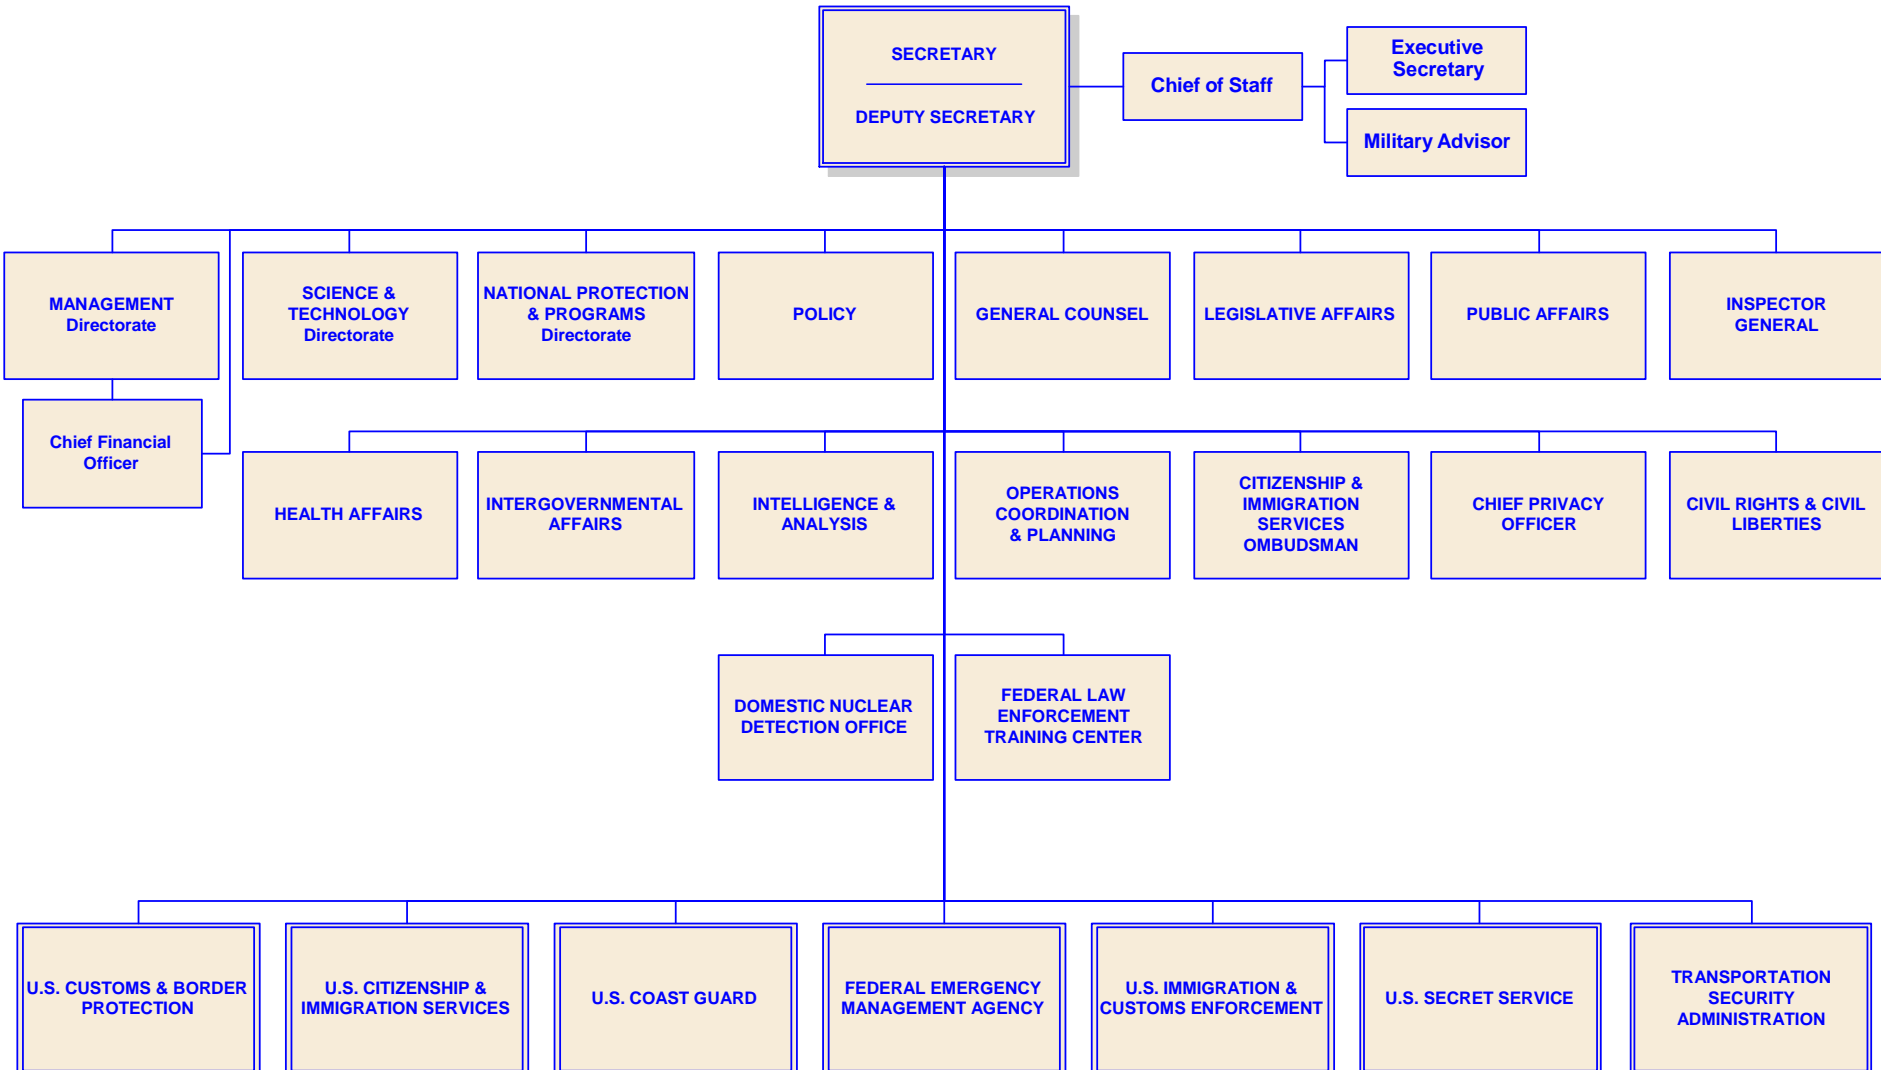 SECRETARY
DEPUTY SECRETARY
Chief of Staff
Executive
Secretary
Military Advisor
MANAGEMENT
Directorate
SCIENCE &
TECHNOLOGY
Directorate
NATIONAL PROTECTION
& PROGRAMS
Directorate
POLICY
GENERAL COUNSEL
LEGISLATIVE AFFAIRS
PUBLIC AFFAIRS
INSPECTOR
GENERAL
Chief Financial
Officer
HEALTH AFFAIRS
INTERGOVERNMENTAL
AFFAIRS
INTELLIGENCE &
ANALYSIS
OPERATIONS
COORDINATION
& PLANNING
CITIZENSHIP &
IMMIGRATION
SERVICES
OMBUDSMAN
CHIEF PRIVACY
OFFICER
CIVIL RIGHTS & CIVIL
LIBERTIES
DOMESTIC NUCLEAR
DETECTION OFFICE
FEDERAL LAW
ENFORCEMENT
TRAINING CENTER
U.S. CUSTOMS & BORDER
PROTECTION
U.S. CITIZENSHIP &
IMMIGRATION SERVICES
U.S. COAST GUARD
FEDERAL EMERGENCY
MANAGEMENT AGENCY
U.S. IMMIGRATION &
CUSTOMS ENFORCEMENT
U.S. SECRET SERVICE
TRANSPORTATION
SECURITY
ADMINISTRATION